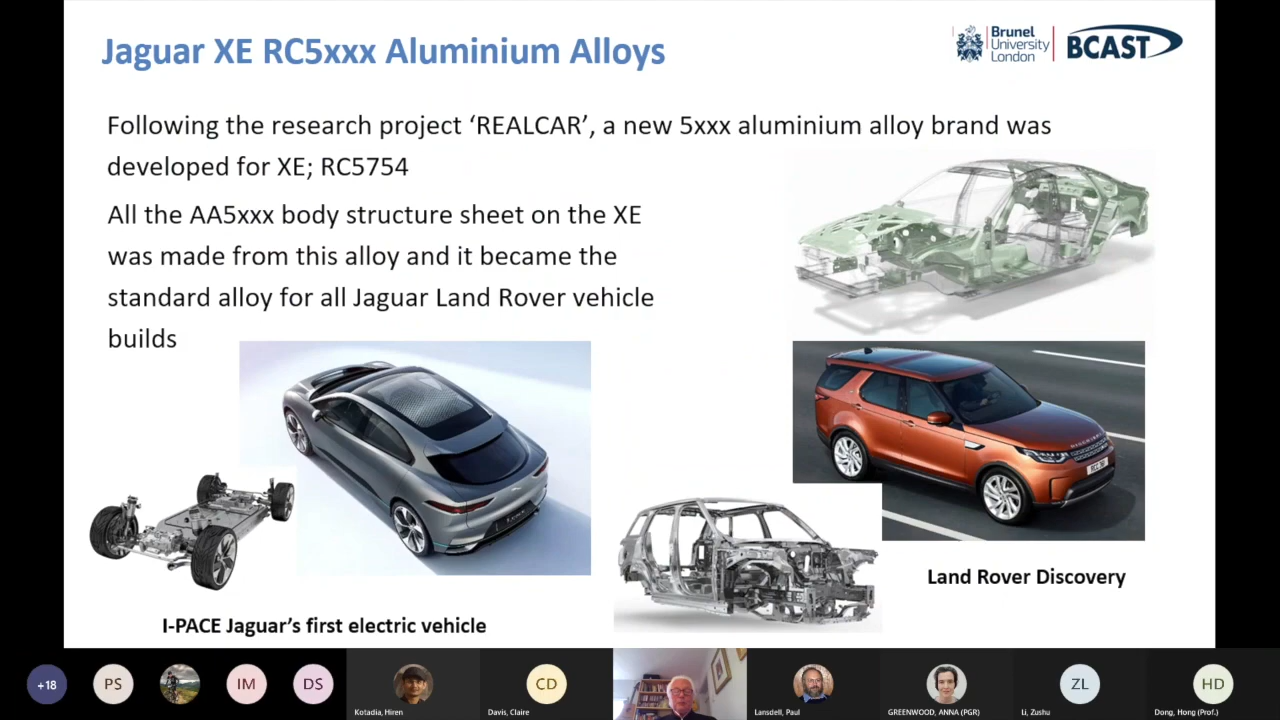 Jaguar XE RC5xxx Aluminium Alloys
Brunel
University
London
BCAST
Following the research project ‘REALCAR’, a new 5xxx aluminium alloy brand was
developed for XE; RC5754
All the AA5xxx body structure sheet on the XE
was made from this alloy and it became the
standard alloy for all Jaguar Land Rover vehicle
builds
Land Rover Discovery
I-PACE Jaguar’s first electric vehicle
+18
PS
IM
DS
CD
ZL
HD
Kotadia, Hiren
Davis, Claire
Lansdell, Paul
GREENWOOD, ANNA (PGR)
Li, Zushu
Dong, Hong (Prof.)